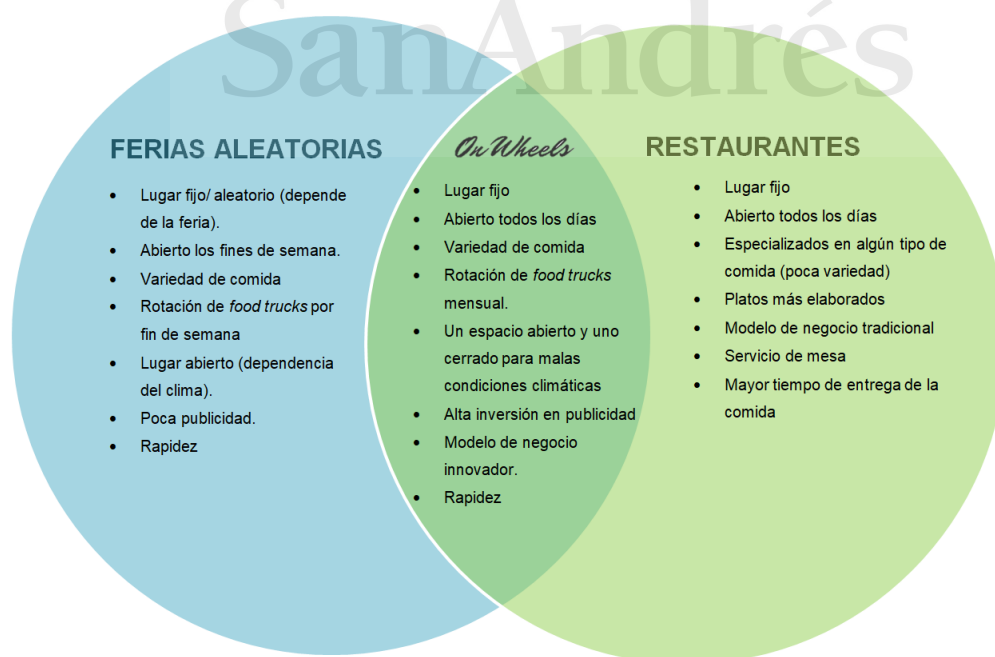 SanAndrés
FERIAS ALEATORIAS
• Lugar fijo/ aleatorio (depende
de la feria).
• Abierto los fines de semana.
• Variedad de comida
• Rotación de food trucks por
fin de semana
• Lugar abierto (dependencia
del clima).
• Poca publicidad.
• Rapidez
On Wheels
• Lugar fijo
• Abierto todos los días
• Variedad de comida
• Rotación de food trucks
mensual.
• Un espacio abierto y uno
cerrado para malas
condiciones climáticas
• Alta inversión en publicidad
• Modelo de negocio
innovador.
• Rapidez
RESTAURANTES
• Lugar fijo
• Abierto todos los días
• Especializados en algún tipo de
comida (poca variedad)
• Platos más elaborados
• Modelo de negocio tradicional
• Servicio de mesa
• Mayor tiempo de entrega de la
comida